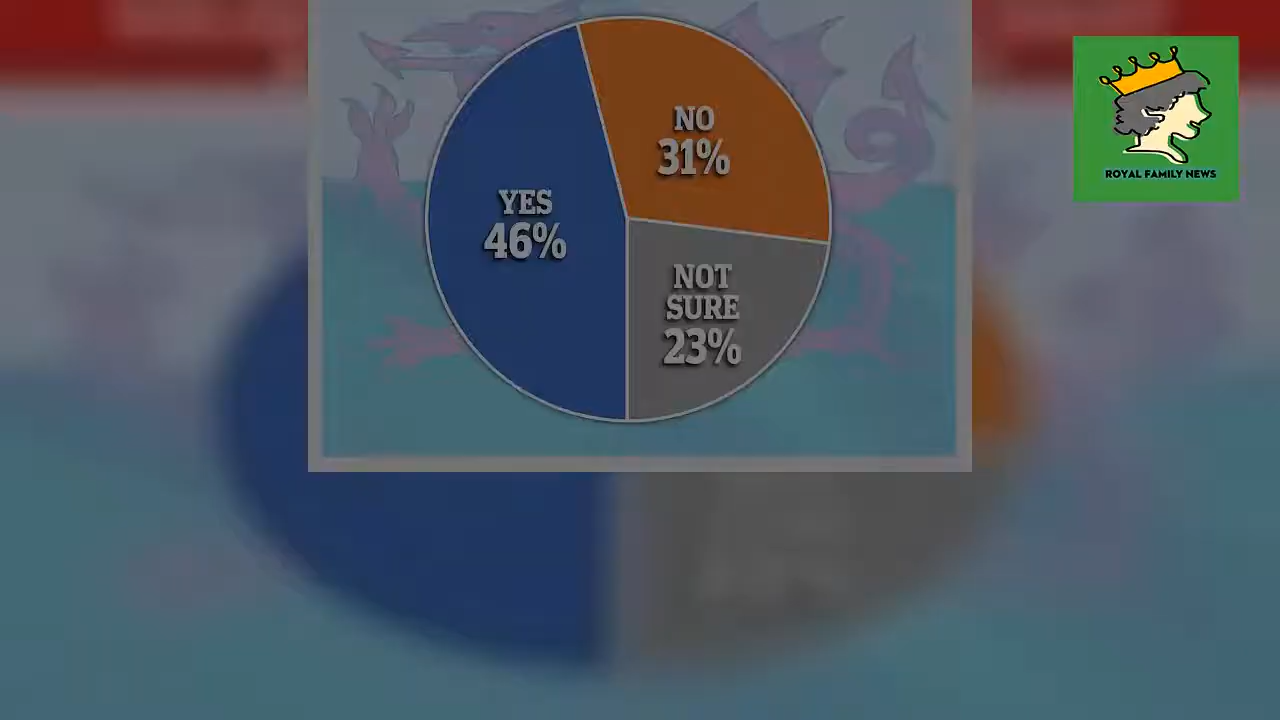 NO
31%
YES
46%
NOT
SURE
23%
ROYAL FAMILY NEWS